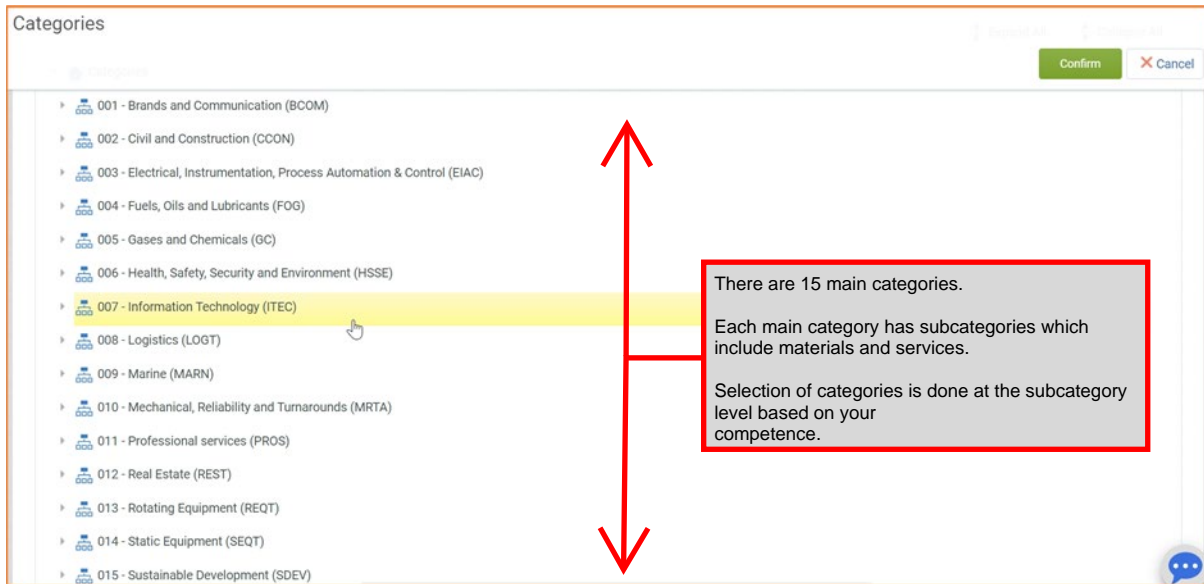 Categories
Confirm
Cancel
001 - Brands and Communication (BCOM)
002 - Civil and Construction (CCON)
003 - Electrical, Instrumentation, Process Automation & Control (EIAC)
004 - Fuels, Oils and Lubricants (FOG)
005 - Gases and Chemicals (GC)
006 - Health, Safety, Security and Environment (HSSE)
007 - Information Technology (ITEC)
008 - Logistics (LOGT)
009 - Marine (MARN)
010 - Mechanical, Reliability and Turnarounds (MRTA)
011 - Professional services (PROS)
012 - Real Estate (REST)
013 - Rotating Equipment (REQT)
014 - Static Equipment (SEQT)
015 - Sustainable Development (SDEV)
There are 15 main categories.
Each main category has subcategories which
include materials and services.
Selection of categories is done at the subcategory
level based on your
competence.